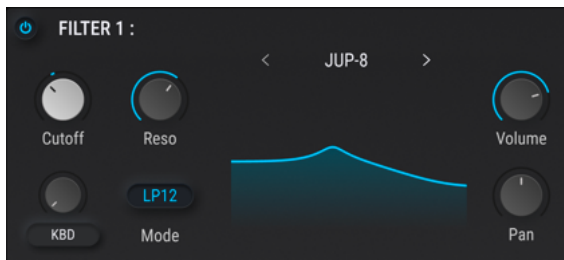 FILTER 1 :
< JUP-8 >
Cutoff
Reso
Volume
LP12
KBD
Mode
Pan